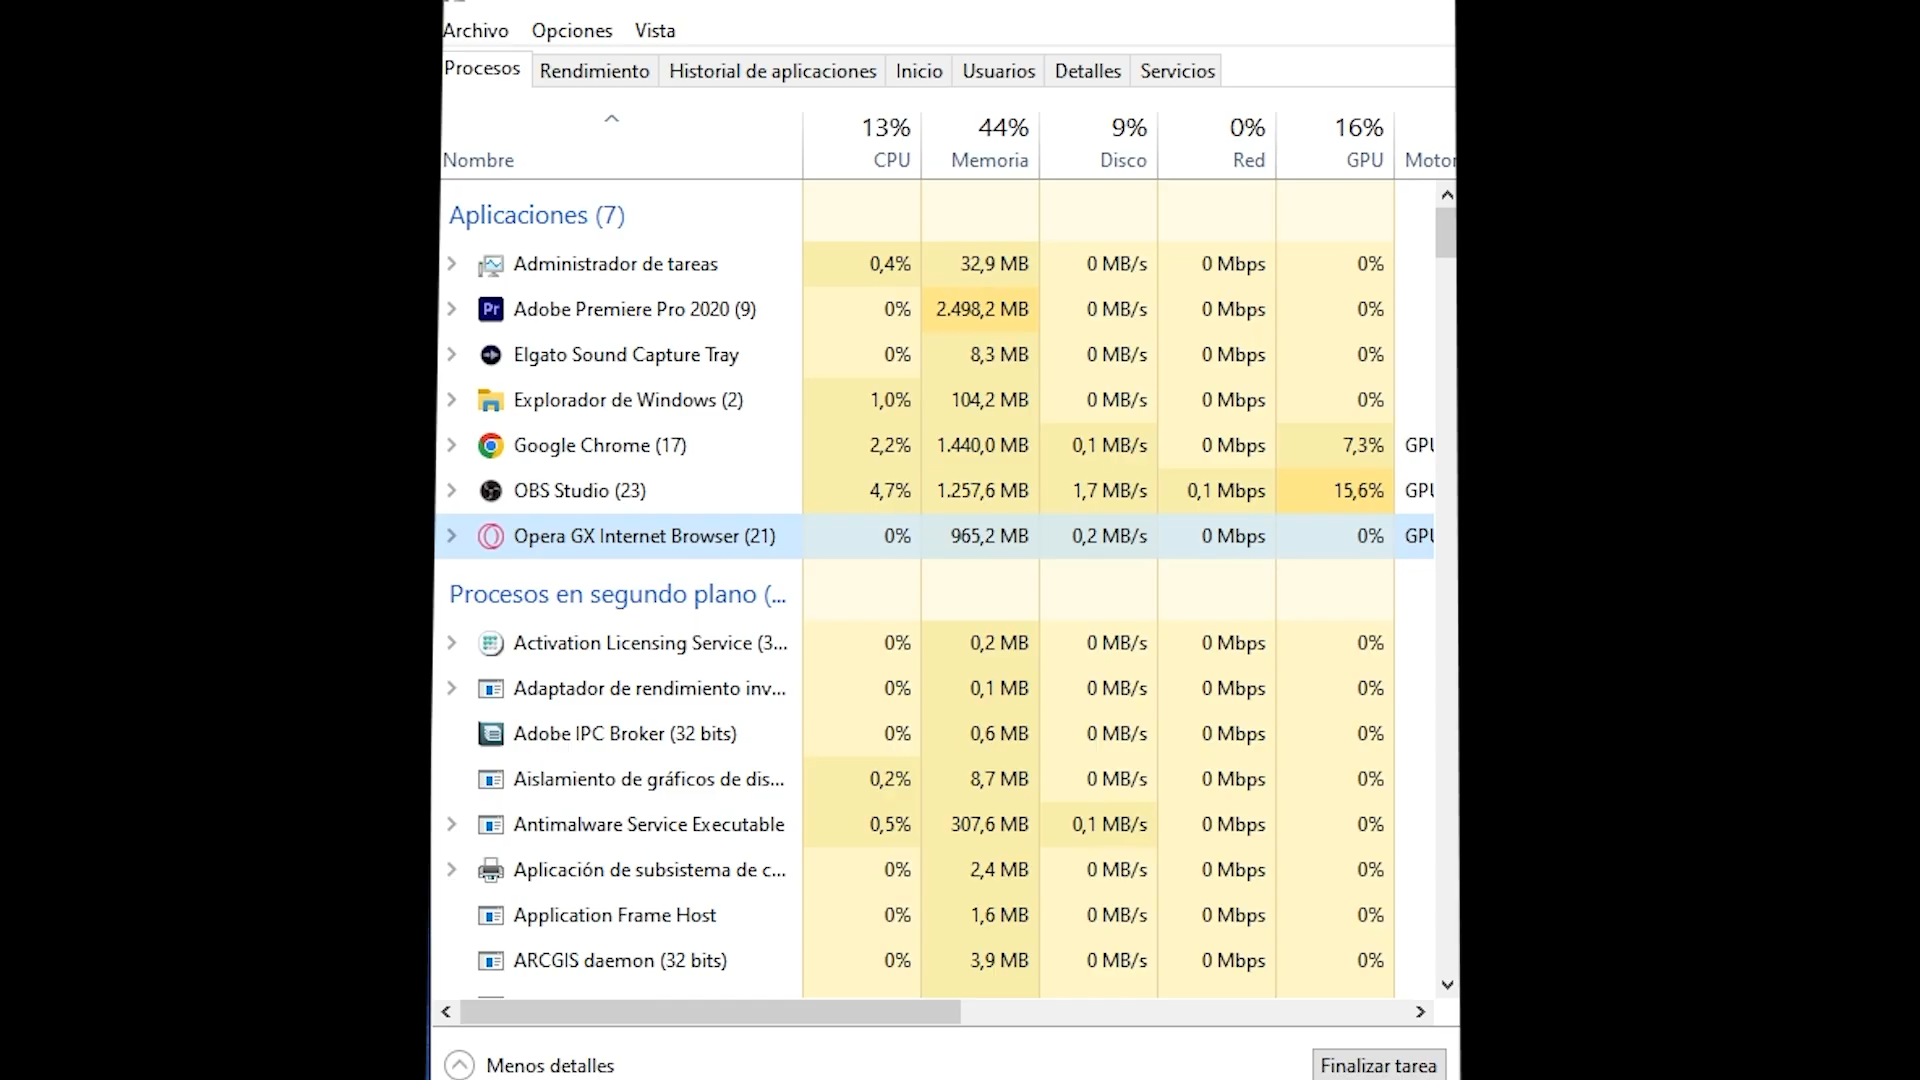 Archivo Opciones Vista
Procesos Rendimiento Historial de aplicaciones Inicio Usuarios Detalles Servicios
13% 44% 9% 0% 16%
Nombre CPU Memoria Disco Red GPU Motor
Aplicaciones (7)
Administrador de tareas 0,4% 32,9 MB 0 MB/s 0 Mbps 0%
Pr Adobe Premiere Pro 2020 (9) 0% 2.498,2 MB 0 MB/s 0 Mbps 0%
Elgato Sound Capture Tray 0% 8,3 MB 0 MB/s 0 Mbps 0%
Explorador de Windows (2) 1,0% 104,2 MB 0 MB/s 0 Mbps 0%
Google Chrome (17) 2,2% 1.440,0 MB 0,1 MB/s 0 Mbps 7,3% GPU
OBS Studio (23) 4,7% 1.257,6 MB 1,7 MB/s 0,1 Mbps 15,6% GPU
Opera GX Internet Browser (21) 0% 965,2 MB 0,2 MB/s 0 Mbps 0% GPU
Procesos en segundo plano (...
Activation Licensing Service (3... 0% 0,2 MB 0 MB/s 0 Mbps 0%
Adaptador de rendimiento inv... 0% 0,1 MB 0 MB/s 0 Mbps 0%
Adobe IPC Broker (32 bits) 0% 0,6 MB 0 MB/s 0 Mbps 0%
Aislamiento de gráficos de dis... 0,2% 8,7 MB 0 MB/s 0 Mbps 0%
Antimalware Service Executable 0,5% 307,6 MB 0,1 MB/s 0 Mbps 0%
Aplicación de subsistema de c... 0% 2,4 MB 0 MB/s 0 Mbps 0%
Application Frame Host 0% 1,6 MB 0 MB/s 0 Mbps 0%
ARCGIS daemon (32 bits) 0% 3,9 MB 0 MB/s 0 Mbps 0%
Menos detalles Finalizar tarea